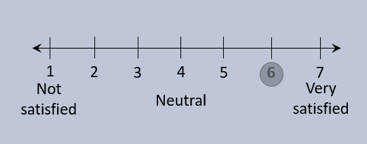 1 2 3 4 5 6 7
Not Very
satisfied Neutral satisfied